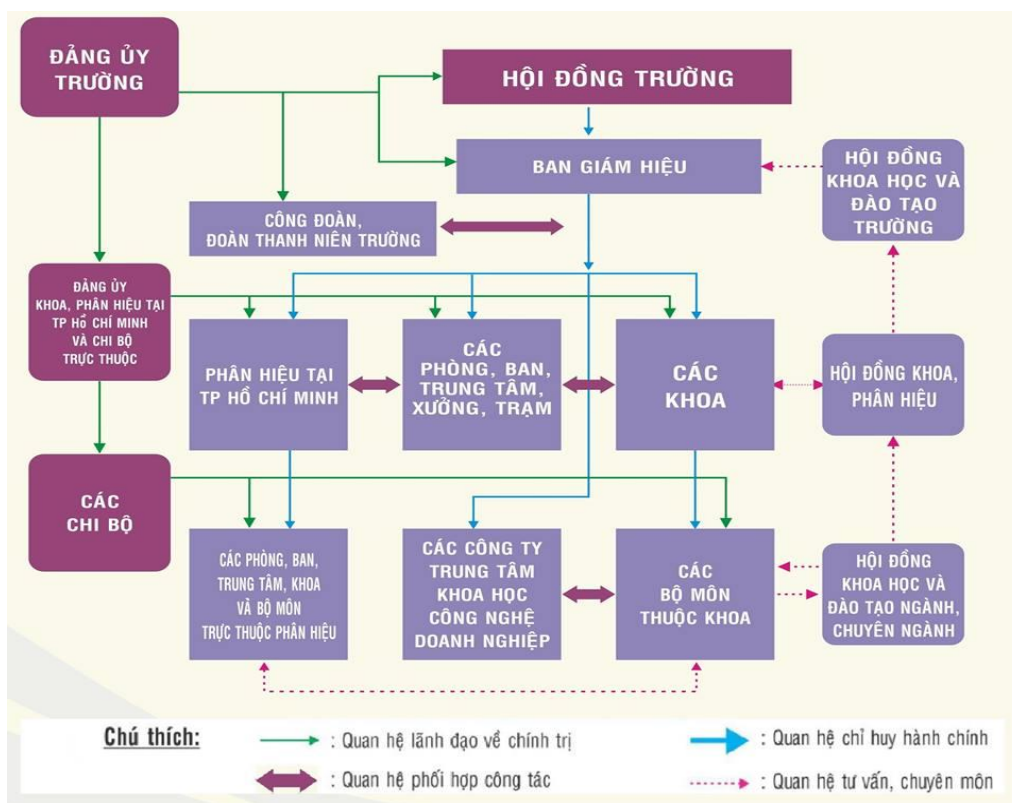 ĐẢNG ỦY
TRƯỜNG
HỘI ĐỒNG TRƯỜNG
BAN GIÁM HIỆU
HỘI ĐỒNG
KHOA HỌC VÀ
ĐÀO TẠO
TRƯỜNG
CÔNG ĐOÀN,
ĐOÀN THANH NIÊN TRƯỜNG
ĐẢNG ỦY
KHOA, PHÂN HIỆU TẠI
TP HỒ CHÍ MINH
VÀ CHI BỘ
TRỰC THUỘC
PHÂN HIỆU TẠI
TP HỒ CHÍ MINH
CÁC
PHÒNG, BAN,
TRUNG TÂM,
XƯỞNG, TRẠM
CÁC
KHOA
HỘI ĐỒNG KHOA,
PHÂN HIỆU
CÁC
CHI BỘ
CÁC PHÒNG, BAN,
TRUNG TÂM, KHOA
VÀ BỘ MÔN
TRỰC THUỘC PHÂN HIỆU
CÁC CÔNG TY
TRUNG TÂM
KHOA HỌC
CÔNG NGHỆ
DOANH NGHIỆP
CÁC
BỘ MÔN
THUỘC KHOA
HỘI ĐỒNG
KHOA HỌC VÀ
ĐÀO TẠO NGÀNH,
CHUYÊN NGÀNH
Chú thích:
: Quan hệ lãnh đạo về chính trị
: Quan hệ chỉ huy hành chính
: Quan hệ phối hợp công tác
: Quan hệ tư vấn, chuyên môn